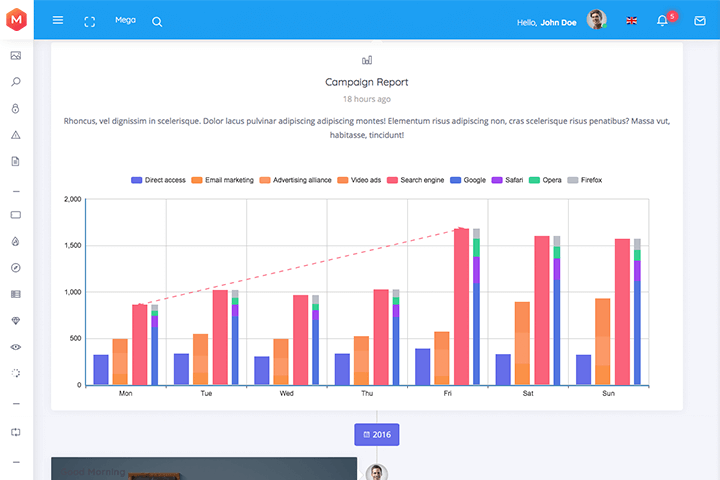 M
Mega
Hello, John Doe
5
Campaign Report
18 hours ago
Rhoncus, vel dignissim in scelerisque. Dolor lacus pulvinar adipiscing adipiscing montes! Elementum risus adipiscing non, cras scelerisque risus penatibus? Massa vut,
habitasse, tincidunt!
Direct access Email marketing Advertising alliance Video ads Search engine Google Safari Opera Firefox
2,000
1,500
1,000
500
0
Mon Tue Wed Thu Fri Sat Sun
2016
Good Morning